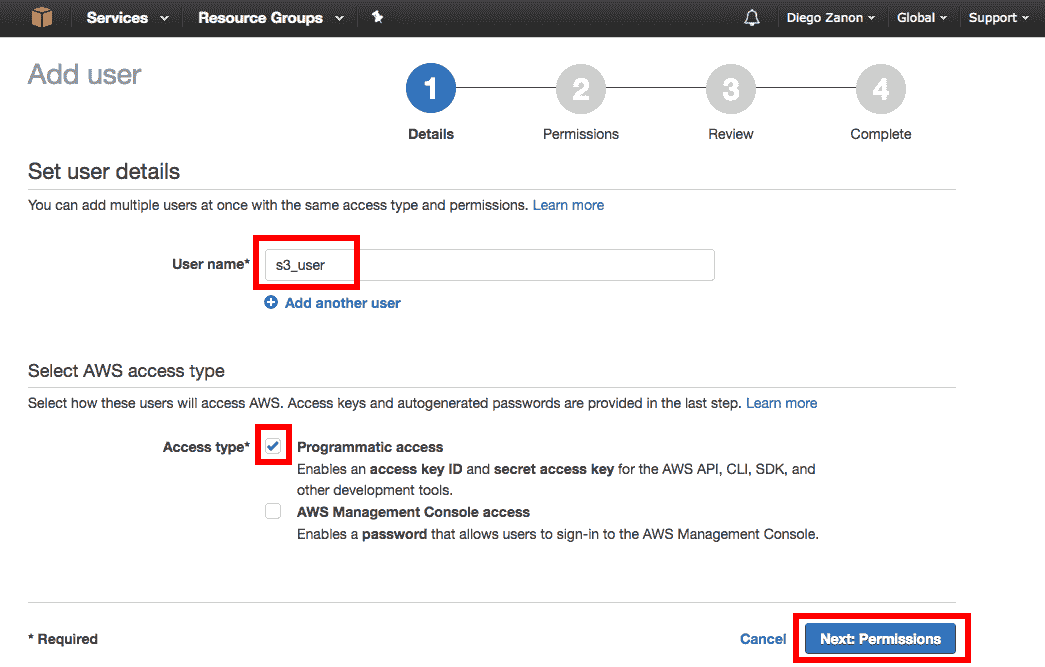 Services Resource Groups Diego Zanon Global Support
Add user
1 2 3 4
Details Permissions Review Complete
Set user details
You can add multiple users at once with the same access type and permissions. Learn more
User name* s3_user
Add another user
Select AWS access type
Select how these users will access AWS. Access keys and autogenerated passwords are provided in the last step. Learn more
Access type* Programmatic access
Enables an access key ID and secret access key for the AWS API, CLI, SDK, and
other development tools.
AWS Management Console access
Enables a password that allows users to sign-in to the AWS Management Console.
* Required Cancel Next: Permissions